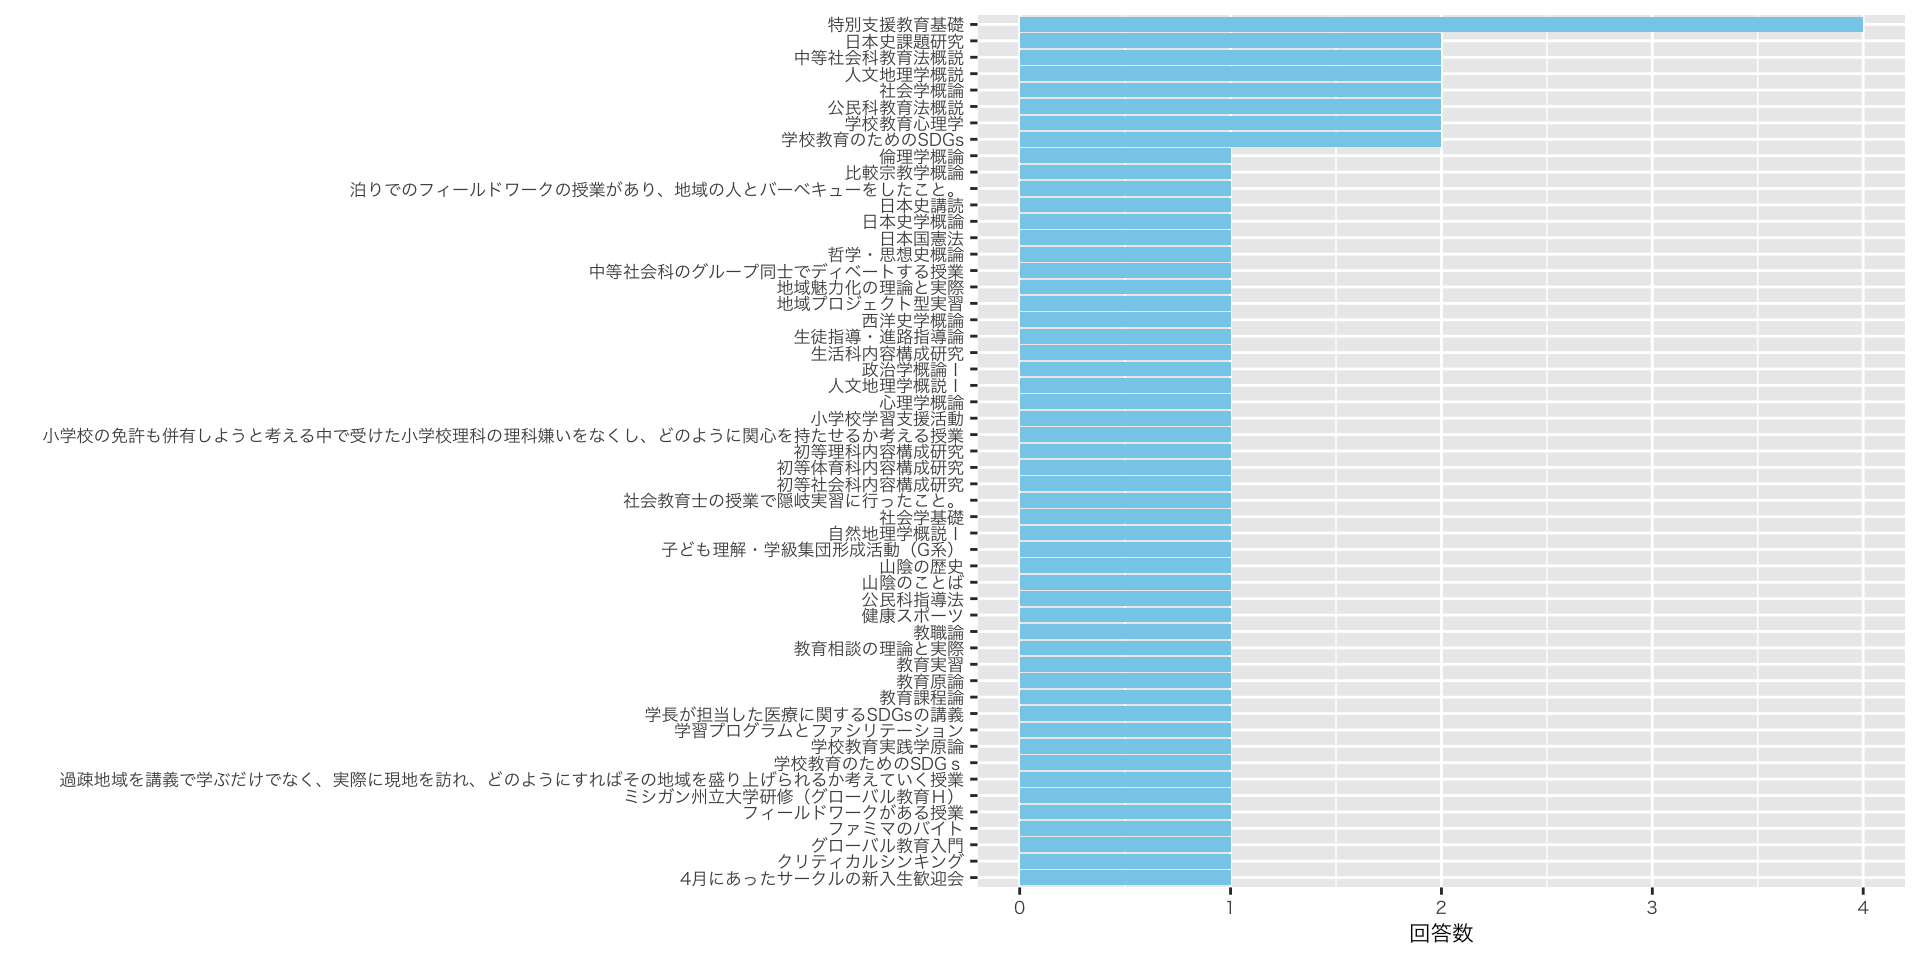 特別支援教育基礎
日本史課題研究
中等社会科教育法概説
人文地理学概説
社会学概論
公民科教育法概説
学校教育心理学
学校教育のためのSDGs
倫理学概論
比較宗教学概論
泊りでのフィールドワークの授業があり、地域の人とバーベキューをしたこと。
日本史講読
日本史学概論
日本国憲法
哲学・思想史概論
中等社会科のグループ同士でディベートする授業
地域魅力化の理論と実際
地域プロジェクト型実習
西洋史学概論
生徒指導・進路指導論
生活科内容構成研究
政治学概論Ⅰ
人文地理学概説Ⅰ
心理学概論
小学校学習支援活動
小学校の免許も併有しようと考える中で受けた小学校理科の理科嫌いをなくし、どのように関心を持たせるか考える授業
初等理科内容構成研究
初等体育科内容構成研究
初等社会科内容構成研究
社会教育士の授業で隠岐実習に行ったこと。
社会学基礎
自然地理学概説Ⅰ
子ども理解・学級集団形成活動（G系）
山陰の歴史
山陰のことば
公民科指導法
健康スポーツ
教職論
教育相談の理論と実際
教育実習
教育原論
教育課程論
学長が担当した医療に関するSDGsの講義
学習プログラムとファシリテーション
学校教育実践学原論
学校教育のためのSDGｓ
過疎地域を講義で学ぶだけでなく、実際に現地を訪れ、どのようにすればその地域を盛り上げられるか考えていく授業
ミシガン州立大学研修（グローバル教育Ｈ）
フィールドワークがある授業
ファミマのバイト
グローバル教育入門
クリティカルシンキング
4月にあったサークルの新入生歓迎会
0 1 2 3 4
回答数